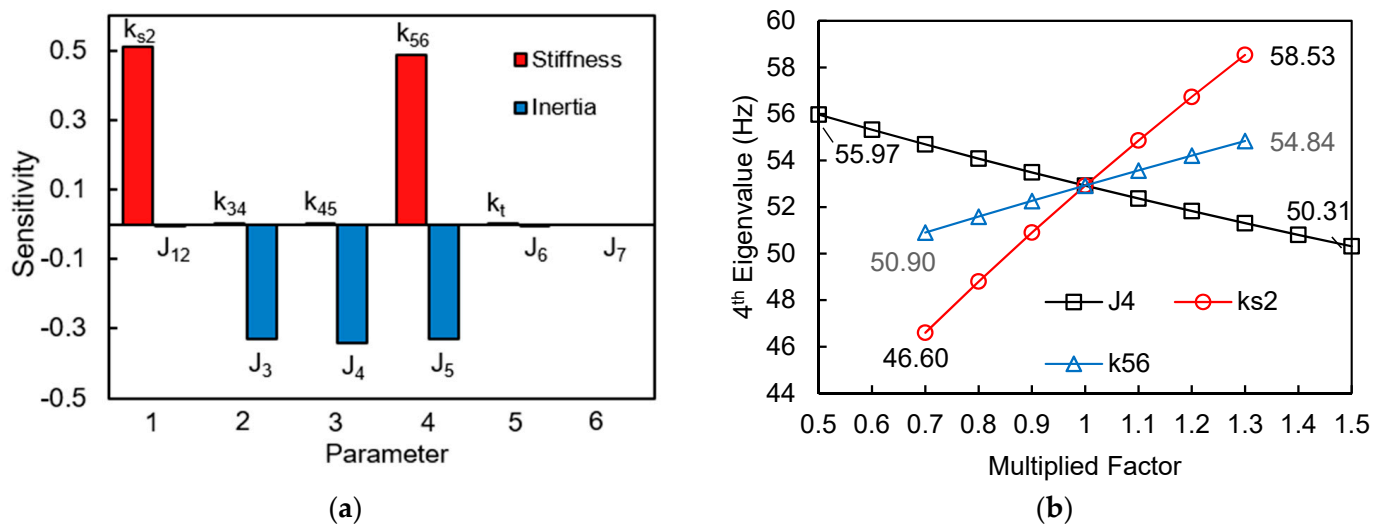 k_s2
k_56
Stiffness
Inertia
k_34
k_45
k_t
J_12
J_6
J_7
J_3
J_4
J_5
0.5
0.3
0.1
-0.1
-0.3
-0.5
Sensitivity
1 2 3 4 5 6
Parameter
(a)
60
58
56
54
52
50
48
46
44
4th Eigenvalue (Hz)
58.53
55.97
54.84
50.31
50.90
46.60
J4
ks2
k56
0.5 0.6 0.7 0.8 0.9 1 1.1 1.2 1.3 1.4 1.5
Multiplied Factor
(b)